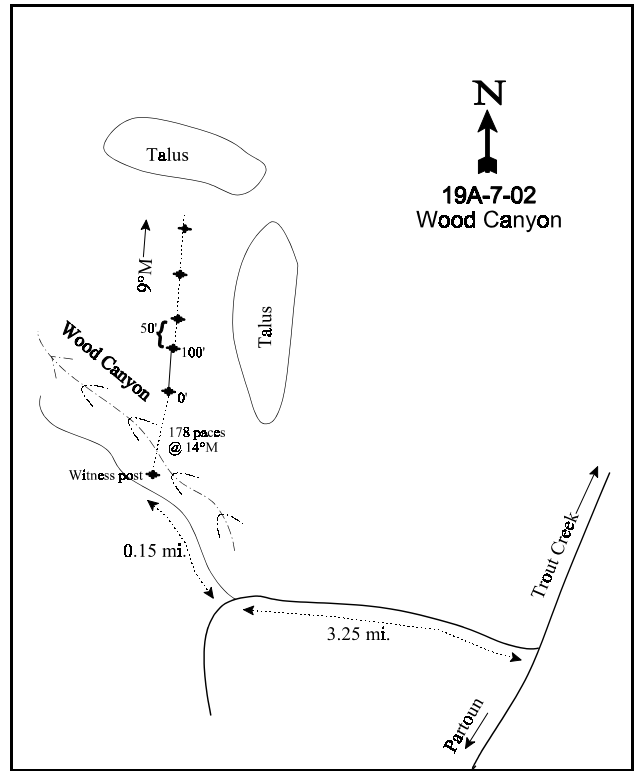 N
19A-7-02
Wood Canyon
Talus
9°M
Talus
50'
100'
Wood Canyon
0'
178 paces
@ 14°M
Witness post
0.15 mi.
Trout Creek
3.25 mi.
Partoun